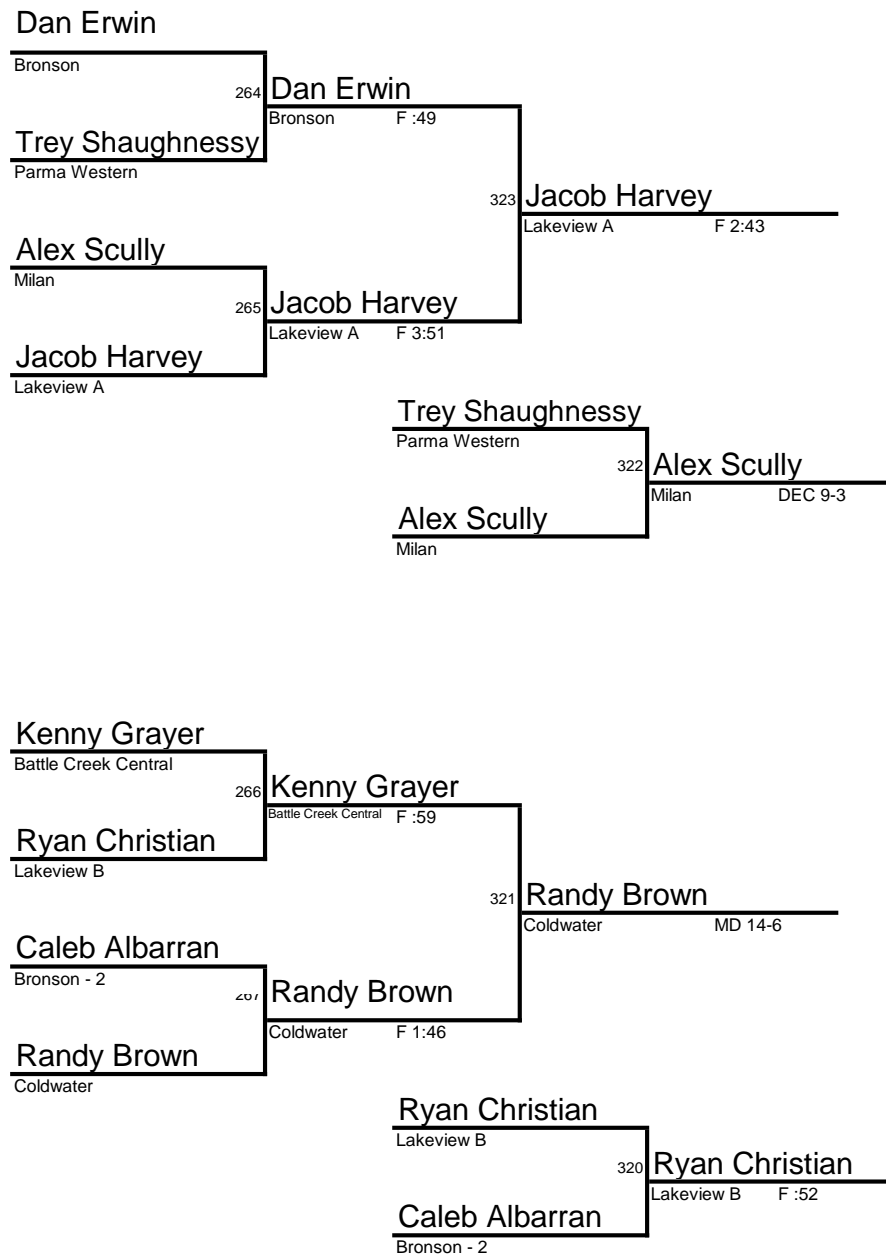 Dan Erwin
Bronson
264
Dan Erwin
Bronson F :49
Trey Shaughnessy
Parma Western
323
Jacob Harvey
Lakeview A F 2:43
Alex Scully
Milan
265
Jacob Harvey
Lakeview A F 3:51
Jacob Harvey
Lakeview A
Trey Shaughnessy
Parma Western
322
Alex Scully
Milan DEC 9-3
Alex Scully
Milan
Kenny Grayer
Battle Creek Central
266
Kenny Grayer
Battle Creek Central F :59
Ryan Christian
Lakeview B
321
Randy Brown
Coldwater MD 14-6
Caleb Albarran
Bronson - 2
267
Randy Brown
Coldwater F 1:46
Randy Brown
Coldwater
Ryan Christian
Lakeview B
320
Ryan Christian
Lakeview B F :52
Caleb Albarran
Bronson - 2